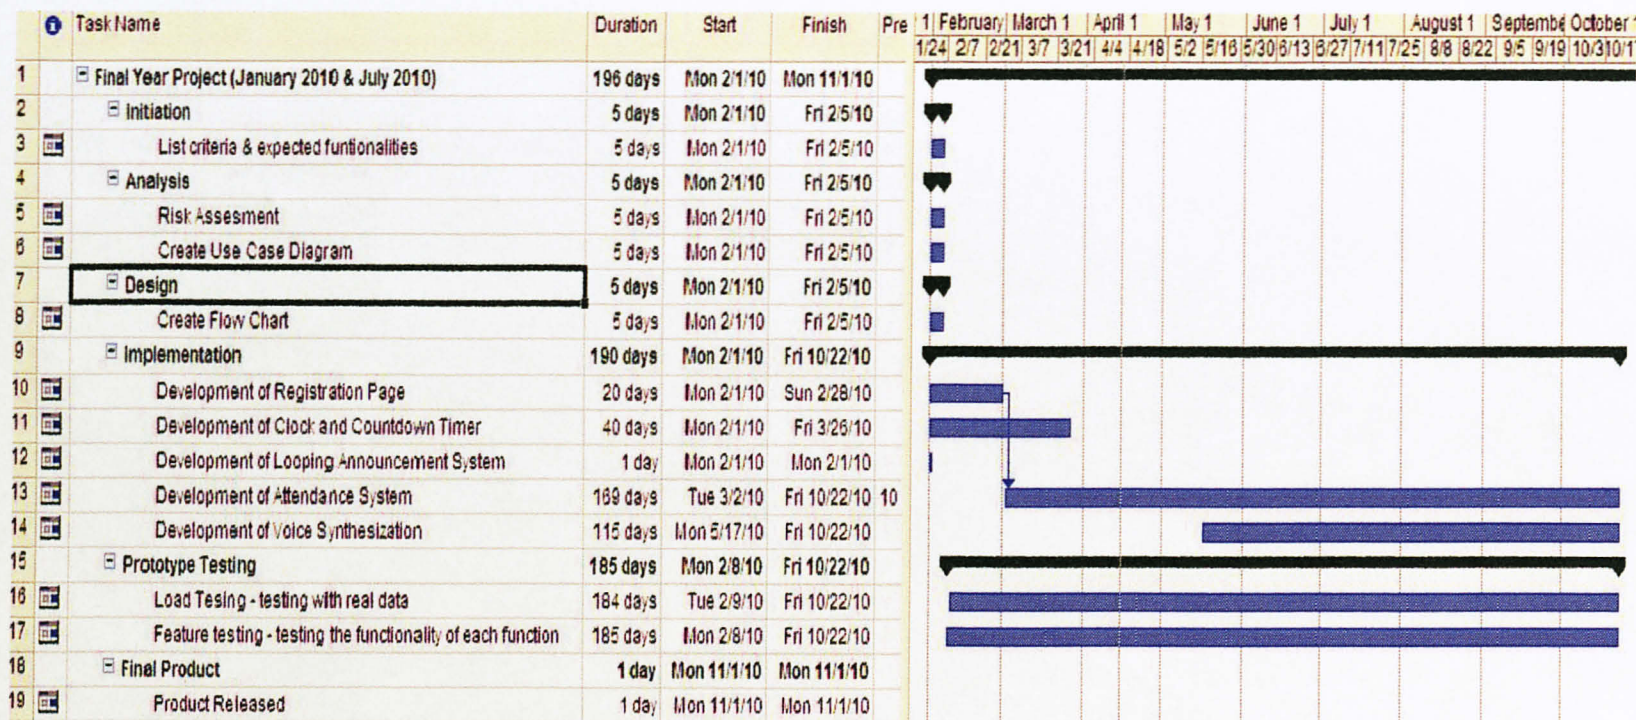 Task Name Duration Start Finish Pre 1 February March 1 April 1 May 1 June 1 July 1 August 1 Septembe October 1
1/24 2/7 2/21 3/7 3/21 4/4 4/18 5/2 5/16 5/30 6/13 6/27 7/11 7/25 8/8 8/22 9/5 9/19 10/3 10/1
1 Final Year Project (January 2010 & July 2010) 196 days Mon 2/1/10 Mon 11/1/10
2 Initiation 5 days Mon 2/1/10 Fri 2/5/10
3 List criteria & expected funtionalities 5 days Mon 2/1/10 Fri 2/5/10
4 Analysis 5 days Mon 2/1/10 Fri 2/5/10
5 Risk Assesment 5 days Mon 2/1/10 Fri 2/5/10
6 Create Use Case Diagram 5 days Mon 2/1/10 Fri 2/5/10
7 Design 5 days Mon 2/1/10 Fri 2/5/10
8 Create Flow Chart 5 days Mon 2/1/10 Fri 2/5/10
9 Implementation 190 days Mon 2/1/10 Fri 10/22/10
10 Development of Registration Page 20 days Mon 2/1/10 Sun 2/28/10
11 Development of Clock and Countdown Timer 40 days Mon 2/1/10 Fri 3/26/10
12 Development of Looping Announcement System 1 day Mon 2/1/10 Mon 2/1/10
13 Development of Attendance System 169 days Tue 3/2/10 Fri 10/22/10 10
14 Development of Voice Synthesization 115 days Mon 5/17/10 Fri 10/22/10
15 Prototype Testing 185 days Mon 2/8/10 Fri 10/22/10
16 Load Tesing - testing with real data 184 days Tue 2/9/10 Fri 10/22/10
17 Feature testing - testing the functionality of each function 185 days Mon 2/8/10 Fri 10/22/10
18 Final Product 1 day Mon 11/1/10 Mon 11/1/10
19 Product Released 1 day Mon 11/1/10 Mon 11/1/10